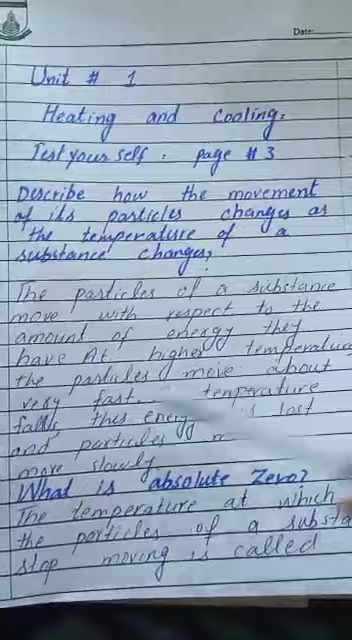 Date:
Unit # 1
Heating and Cooling.
Test your self. page # 3
Describe how the movement
of its particles changes as
the temperature of a
substance changes?
The particles of a substance
move with respect to the
amount of energy they
have At higher temperatur
the particles move about
very fast. temperature
falls this energy is lost
and particles
more slowly
What is absolute Zero?
The temperature at which
the particles of a substa
stop moving is called